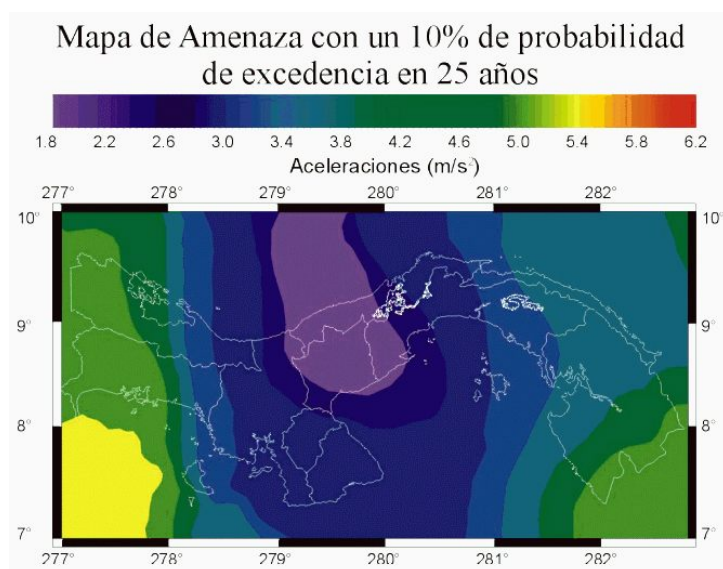 Mapa de Amenaza con un 10% de probabilidad
de excedencia en 25 años
1.8 2.2 2.6 3.0 3.4 3.8 4.2 4.6 5.0 5.4 5.8 6.2
Aceleraciones (m/s²)
277° 278° 279° 280° 281° 282°
10° 10°
9° 9°
8° 8°
7° 7°
277° 278° 279° 280° 281° 282°